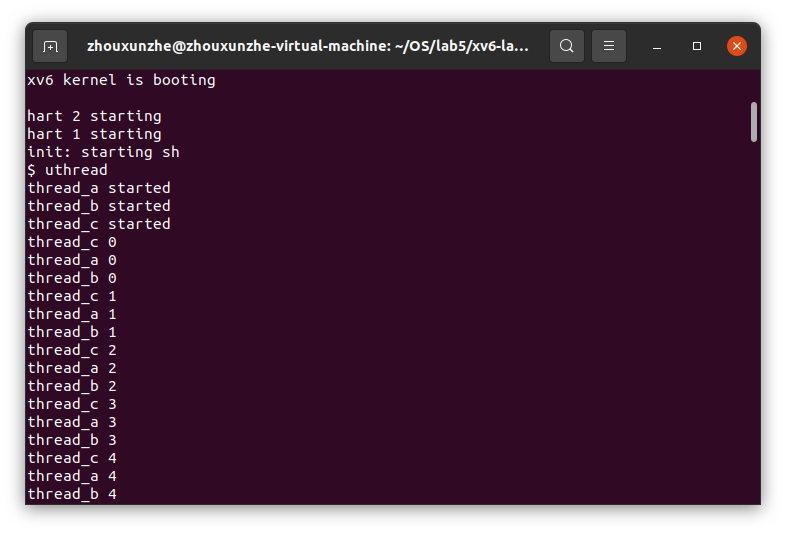 zhouxunzhe@zhouxunzhe-virtual-machine: ~/OS/lab5/xv6-la...
xv6 kernel is booting
hart 2 starting
hart 1 starting
init: starting sh
$ uthread
thread_a started
thread_b started
thread_c started
thread_c 0
thread_a 0
thread_b 0
thread_c 1
thread_a 1
thread_b 1
thread_c 2
thread_a 2
thread_b 2
thread_c 3
thread_a 3
thread_b 3
thread_c 4
thread_a 4
thread_b 4